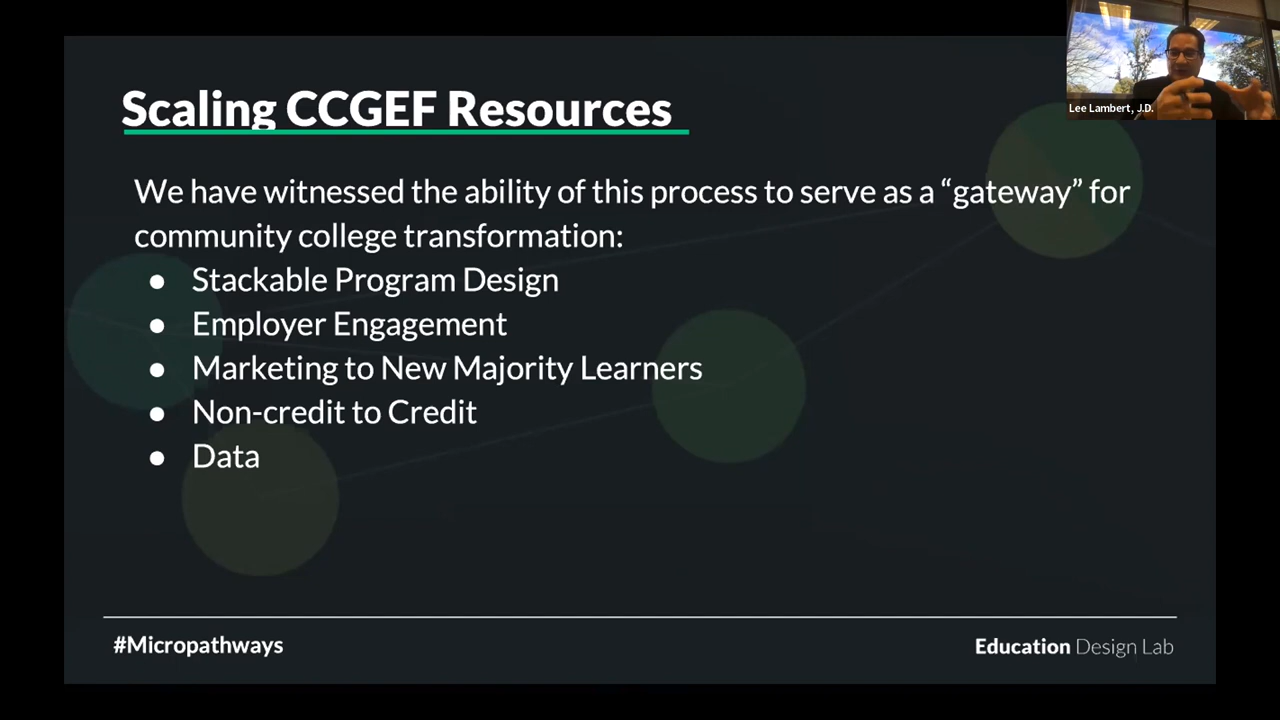 Lee Lambert, J.D.
Scaling CCGEF Resources
We have witnessed the ability of this process to serve as a “gateway” for
community college transformation:
● Stackable Program Design
● Employer Engagement
● Marketing to New Majority Learners
● Non-credit to Credit
● Data
#Micropathways
Education Design Lab